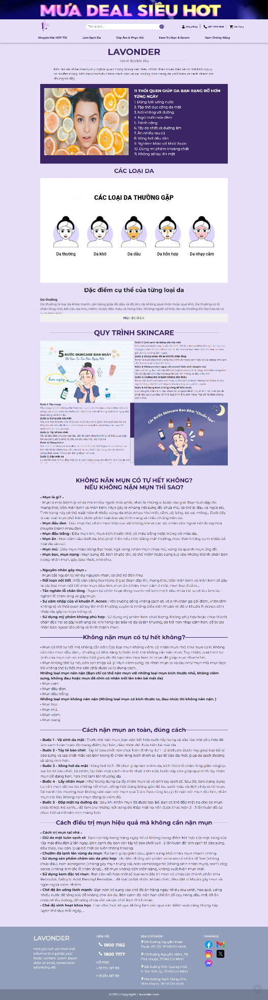 MƯA DEAL SIÊU HOT
Tìm kiếm...
Đăng Nhập
SĐT +7700 8686
Giỏ Hàng
Khuyến Mãi HOT T10
Làm Sạch Da
Cấp Ẩm & Phục Hồi
Kem Trị Mụn & Serum
Kem Chống Nắng
LAVONDER
Nơi vẻ đẹp bắt đầu
Một làn da khỏe mạnh có ý nghĩa quan trọng trong việc điều chỉnh thân nhiệt, bảo vệ cơ thể khỏi nguy
cơ nhiễm trùng. Mời bạn tìm hiểu thêm cách bảo vệ da; những tình trạng da phổ biến và cách chăm sóc
chúng tại đây.
11 THÓI QUEN GIÚP DA BẠN RẠNG RỠ HƠN
TỪNG NGÀY
1. Đừng lười uống nước
2. Tập thể dục căng da mặt
3. Nói không với đường
4. Ngủ trước nửa đêm
5. Tránh nắng
6. Tẩy da chết và dưỡng ẩm
7. Ăn nhiều rau củ
8. Xông hơi đều đặn
9. Nghiêm khắc với khói thuốc
10. Dùng mĩ phẩm khoáng chất
11. Không sờ tay lên mặt
CÁC LOẠI DA
CÁC LOẠI DA THƯỜNG GẶP
Da thường
Da khô
Da dầu
Da hỗn hợp
Da nhạy cảm
Đặc điểm cụ thể của từng loại da
Da thường
Da thường là loại da khỏe mạnh, cân bằng giữa độ dầu và độ ẩm, da không quá nhờn hoặc quá khô. Da thường có lỗ
chân lông nhỏ, kết cấu da mịn, mềm, mượt, đều màu và hồng hào. Những người sở hữu làn da thường khi lão hóa sẽ có
Hiển thị thêm
QUY TRÌNH SKINCARE
5 BƯỚC SKINCARE BAN NGÀY
Để Bạn Tự Tin Đón Ngày Mới
ban ngày
Bước 1: Làm sạch da bằng sữa rửa mặt
Bước 2: Dùng toner để se khít lỗ chân lông
Bước 3: Skincare ban ngày với serum/ tinh chất chuyên sâu
Bước 4: Dưỡng ẩm là bước không thể thiếu
Bước 5: Sử dụng kem chống nắng để bảo vệ da
Bước 1: Tẩy trang
Bước 2: Dùng sữa rửa mặt
Bước 3: Tẩy tế bào chết
Bước 4: Dùng toner
Bước 5: Đắp mặt nạ
Các Bước Skincare Ban Đêm "Chuẩn Spa"
KHÔNG NẶN MỤN CÓ TỰ HẾT KHÔNG?
NẾU KHÔNG NẶN MỤN THÌ SAO?
Mụn là gì?
- Mụn là một bệnh lý về da mà nhiều người mắc phải, nhất là những ai bước vào giai đoạn tuổi dậy thì,
mang thai, tiền mãn kinh và mãn kinh. Mụn gây ra những nốt sưng đỏ, chứa mủ, có thể bị đau và ngứa rát.
Tình trạng này có thể xuất hiện ở nhiều vùng da khác nhau như mặt, cằm, cổ, lưng, bả vai, mông,... Dưới đây
là các loại mụn phổ biến, được phân loại dựa vào tình trạng và triệu chứng trên da:
• Mụn đầu đen : Đầu mụn hở, nhân mụn tiếp xúc với không khí và các tác nhân bên ngoài nên bị oxy hóa
chuyển thành màu đen.
• Mụn đầu trắng : Đầu mụn kín, mụn kích thước nhỏ, có màu trắng hoặc trùng với màu da.
• Mụn ẩn : Mụn nằm sâu dưới da, khó phát hiện nếu nhìn bằng mắt thường, mọc thành từng cụm khiến bề
mặt da sần sùi.
• Mụn mủ : Đầu mụn màu trắng đục hoặc ngả vàng, nhân mụn chứa mủ, vùng da quanh mụn ửng đỏ.
• Mụn bọc, mụn nang : Mụn sưng đỏ, kích thước lớn, có thể mềm hoặc cứng tuỳ vào những thành phần bên
trong nhân mụn, gây đau nhức, khó chịu.
Nguyên nhân gây mụn
- Mụn bắt nguồn từ nhiều nguyên nhân, có thể kể đến như:
• Rối loạn nội tiết : Mất cân bằng hormone ở giai đoạn dậy thì, mang thai, tiền mãn kinh và mãn kinh sẽ gây
ra các loại mụn nội tiết như mụn đầu đen, mụn ẩn ở trán, mụn cám ở mũi, mụn bọc ở cằm,...
• Tắc nghẽn lỗ chân lông : Tuyến bã nhờn hoạt động mạnh mẽ kích thích dầu thừa tiết ra nhiều làm tắc
nghẽn lỗ chân lông và gây mụn.
• Sự xâm nhập của vi khuẩn P. Acnes : Môi trường sống không sạch sẽ, vệ sinh chăn ga gối đệm, khăn tắm
không kỹ và thói quen sờ tay lên mặt thường xuyên là những điều kiện thuận lợi để vi khuẩn P. Acnes xâm
nhập da, gây ra mụn trứng cá.
• Sử dụng mỹ phẩm không phù hợp : Sử dụng mỹ phẩm kém chất lượng, không phù hợp hoặc chứa thành
phần độc hại sẽ gây kích ứng da. Khi hàng rào bảo vệ da bị tổn thương, da trở nên nhạy cảm hơn, dễ bị tác
nhân bên ngoài tấn công và hình thành mụn.
Không nặn mụn có tự hết không?
• Mụn có thể tự hết mà không cần nặn: Các loại mụn không viêm, có nhân mụn nhỏ như mụn cám, không
cần nặn mụn đầu đen,... thường có khả năng tự biến mất mà không cần nặn mụn. Tuy nhiên, quá trình tự
lành của mụn cần rất nhiều thời gian, do đó bạn nên thoa kem trị mụn để giúp mụn nhanh hết.
• Mụn không thể tự hết, cần can thiệp xử lý: Mụn viêm sưng, có nhân mụn to và sâu như mụn mủ, mụn bọc
thì không thể tự hết mà cần phải được xử lý đúng cách.
Những loại mụn nên nặn (Bạn chỉ có thể nặn mụn với những loại mụn kích thước nhỏ, không viêm
sưng, không đau hoặc mụn đã chín có nhân trồi lên trên bề mặt da)
• Mụn cám.
• Mụn đầu đen.
• Mụn đầu trắng
Những loại mụn không nên nặn (Những loại mụn có kích thước to, đau nhức thì không nên nặn. )
• Mụn bọc.
• Mụn mủ.
• Mụn viêm.
• Mụn nang
Cách nặn mụn an toàn, đúng cách
• Bước 1 - Vệ sinh da mặt : Trước khi nặn mụn, bạn nên kết hợp nước tẩy trang và sữa rửa mặt phù hợp để
làm sạch hoàn toàn lớp trang điểm, bụi bẩn, dầu nhờn dư thừa trên bề mặt da.
• Bước 2 - Tẩy tế bào chết : Tẩy tế bào chết nên thực hiện định kỳ, từ 1 - 2 lần/tuần. Bước này giúp loại bỏ tế
bào sừng và tạp chất mắc kẹt bên trong lỗ chân lông, kích thích tái tạo tế bào da mới, giúp da sạch thoáng
và sáng mịn hơn.
• Bước 3 - Xông hơi da mặt : Xông hơi từ 5 - 10 phút giúp làm mềm da, kích thích lỗ chân lông giãn nở giúp
loại bỏ tế bào chết, bã nhờn, bụi bẩn một cách nhanh nhất. Hơn nữa, bước này còn giúp quá trình lấy nhân
mụn dễ dàng hơn, hạn chế làm tổn thương da.
• Bước 4 - Lấy nhân mụn : Khử trùng dụng cụ lấy nhân mụn và vệ sinh tay sạch sẽ. Sau đó, bạn dùng dụng
cụ nặn mụn để loại bỏ những nốt mụn, đồng thời dùng bông gòn để lau sạch máu và dịch chảy ra từ mụn.
Để tránh tổn thương, bạn không nên nặn nốt mụn quá 3 lần. Bạn cũng lưu ý chỉ nặn nốt mụn đã chín, nhân
mụn trồi lên, không nặn mụn đang bị viêm đỏ.
• Bước 5 - Đắp mặt nạ dưỡng da : Sau khi nhân mụn đã được loại bỏ, bạn có thể đắp mặt nạ cho da mụn
chứa lô hội, trà xanh,... để làm dịu những nốt sưng đỏ. Đắp mặt nạ nên được thực hiện 2 - 3 lần/tuần để da
phục hồi và trở nên mịn màng hơn.
Cách điều trị mụn hiệu quả mà không cần nặn mụn
Cách trị mụn tại nhà
• Giữ da mặt luôn sạch sẽ : Bạn cần tẩy trang hằng ngày kể cả không trang điểm kết hợp rửa mặt bằng sữa
rửa mặt đều đặn 2 lần ngày. Bên cạnh đó, bạn cần tẩy tế bào chết từ 1 - 2 lần/tuần để làm sạch tế bào sừng,
dầu thừa, bụi bẩn, giúp bề mặt da luôn thông thoáng.
• Chườm đá lạnh lên vùng da mụn : Đá lạnh giúp giảm đau, giảm sưng, khô nhân mụn nhanh chóng.
• Sử dụng sản phẩm chăm sóc da phù hợp : Ưu tiên những sản phẩm skincare có nhãn oil free (không
chứa dầu), non-acnegenic (không gây mụn trứng cá), non-comedogenic (không sinh nhân mụn), won't clog
pores (không làm tắc lỗ chân lông),... để mụn không tiến triển nặng, không xuất hiện mụn mới.
• Sử dụng kem đặc trị mụn : Bạn cần kết hợp một số loại kem đặc trị mụn có chứa các thành phần như
Retinoids, Salicylic Acid, Benzoyl Peroxide,... để loại bỏ bã nhờn, tế bào chết, tiêu diệt vi khuẩn gây mụn và
ngăn ngừa viêm nhiễm.
• Chế độ ăn uống lành mạnh : Bạn nên bổ sung vào chế độ ăn hằng ngày nhiều rau xanh, hoa quả, uống
nhiều nước để tăng sức đề kháng cho làn da. Bên cạnh đó, nên hạn chế ăn đồ cay nóng, dầu mỡ, đồ ăn
chứa nhiều đường, đồ uống chứa cồn và các chất kích thích khác.
• Chế độ sinh hoạt khoa học : Hạn chế thức khuya, không làm việc quá sức, kiểm soát căng thẳng, tập
luyện thể dục mỗi ngày,...
LAVONDER
Here you can use rows and
columns to organize your
footer content. Lorem ipsum
dolor sit amet, consectetur
adipisicing elit.
LIÊN HỆ:
1800 7182
1800 7177
HỖ TRỢ:
+ 01 234 567 88
+ 01 234 567 89
ĐỊA CHỈ SHOP
109 Đường Nguyễn Thiện
Thuật, P2, Q3, TP.Hồ Chí Minh
413 Đường Nguyễn Kiệm, P9,
Phú Nhuận, TP.Hồ Chí Minh
128 Đường Trần Quang Khải,
P. Tân Định, Q1, TP.Hồ Chí Minh
194 Đường Bạch Đằng, P24,
Bình Thạnh, TP.Hồ Chí Minh
FANPAGE
© 2024 Copyright: Lavonder.com